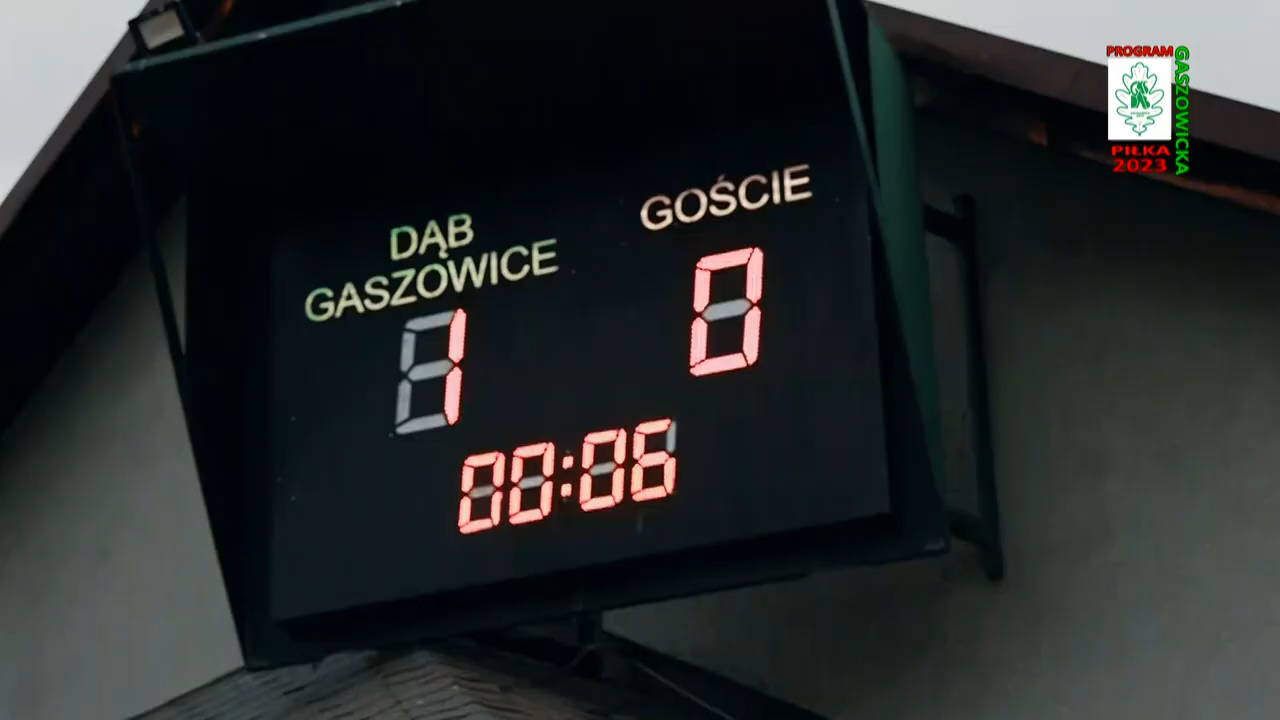 DĄB
GASZOWICE
GOŚCIE
1
0
00:06
PROGRAM
GASZOWICKA
PIŁKA
2023